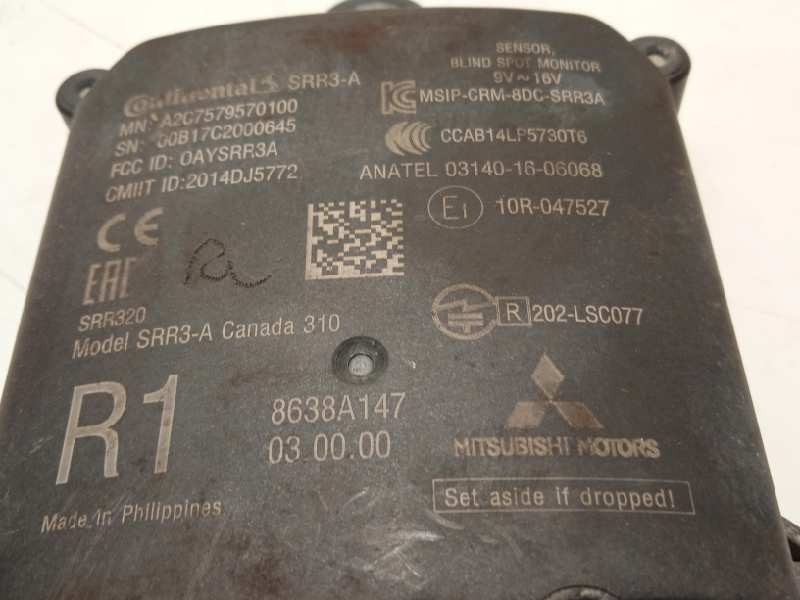 Continental SRR3-A
MN: A2C7579570100
SN: 00B17C2000645
FCC ID: OAYSRR3A
CMIIT ID:2014DJ5772
CE
EAC
SRR320
Model SRR3-A Canada 310
R1
Made in Philippines
SENSOR,
BLIND SPOT MONITOR
9V~16V
MSIP-CRM-8DC-SRR3A
CCAB14LP5730T6
ANATEL 03140-16-06068
E1 10R-047527
R 202-LSC077
8638A147
03.00.00
MITSUBISHI MOTORS
Set aside if dropped!